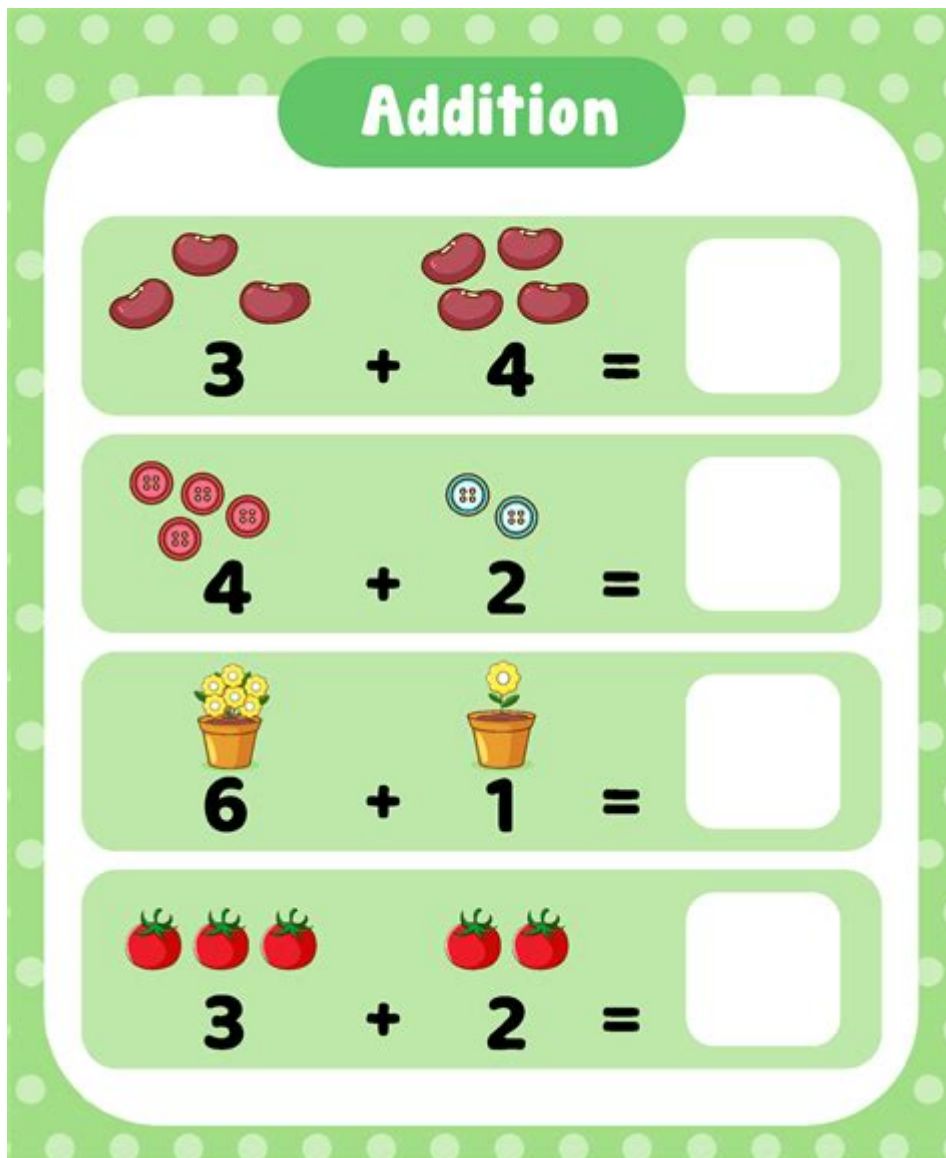 Addition
3 + 4 =
4 + 2 =
6 + 1 =
3 + 2 =